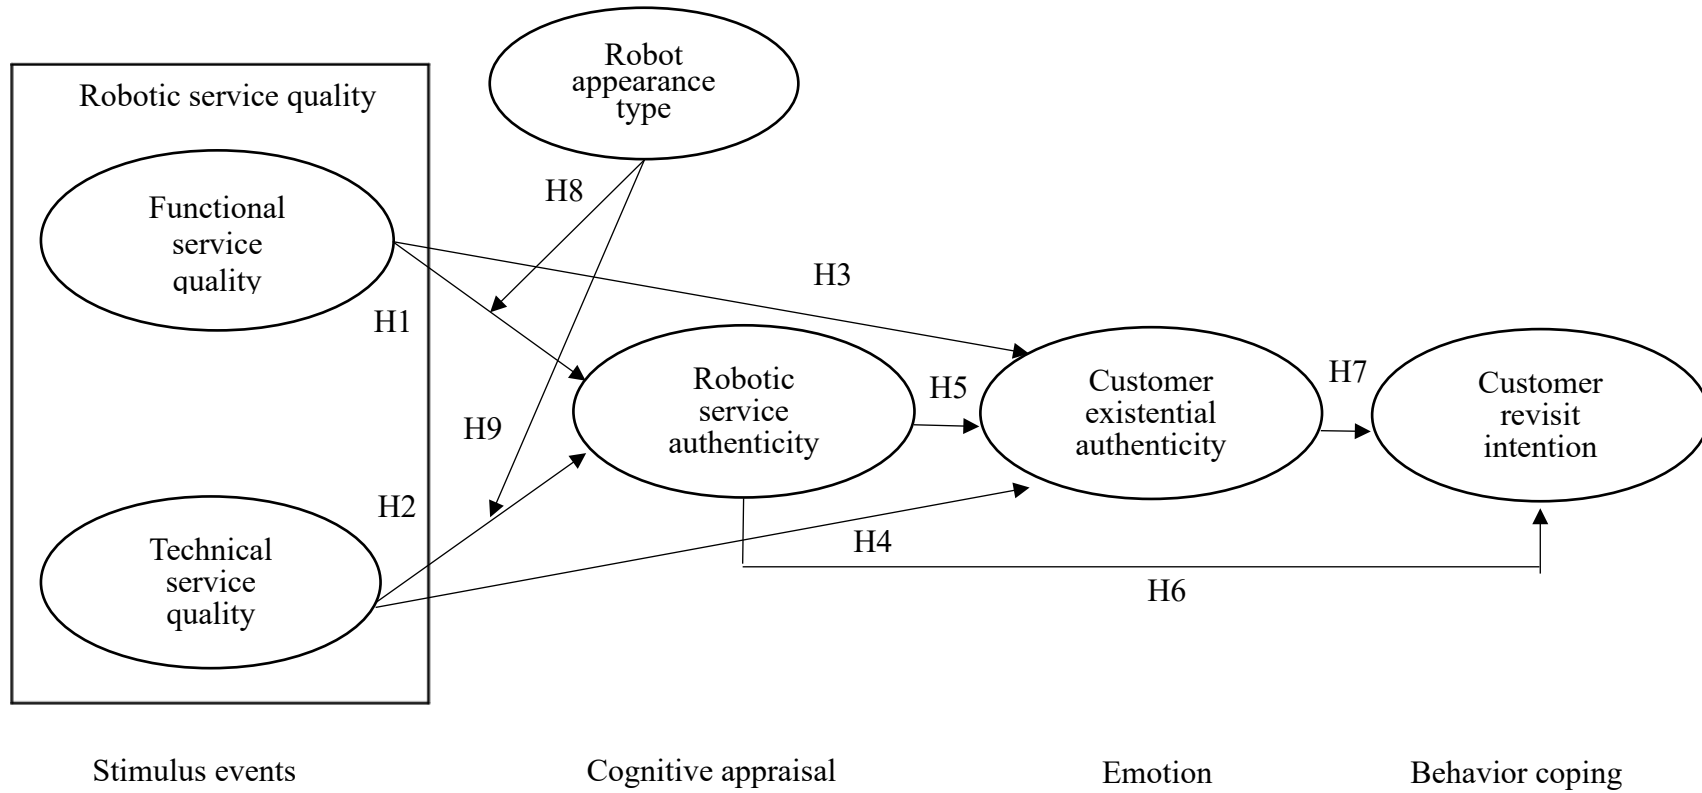 Robotic service quality
Robot
appearance
type
Functional
service
quality
H8
H3
H1
Robotic
service
authenticity
H5
Customer
existential
authenticity
H7
Customer
revisit
intention
H9
H2
Technical
service
quality
H4
H6
Stimulus events
Cognitive appraisal
Emotion
Behavior coping